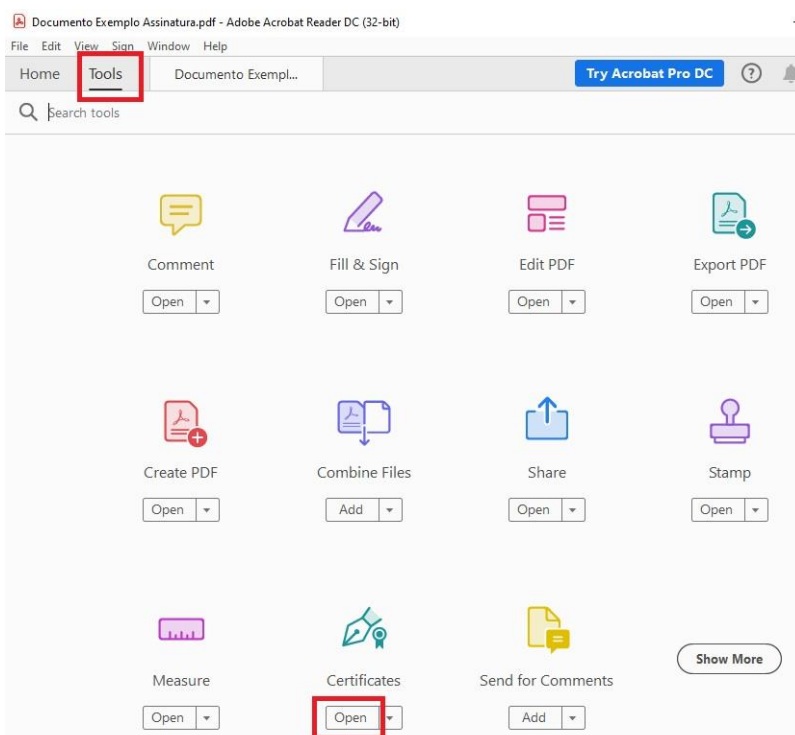 Documento Exemplo Assinatura.pdf - Adobe Acrobat Reader DC (32-bit)
File Edit View Sign Window Help
Home Tools Documento Exempl... Try Acrobat Pro DC ?
Search tools
Comment Fill & Sign Edit PDF Export PDF
Open Open Open Open
Create PDF Combine Files Share Stamp
Open Add Open Open
Show More
Measure Certificates Send for Comments
Open Open Add